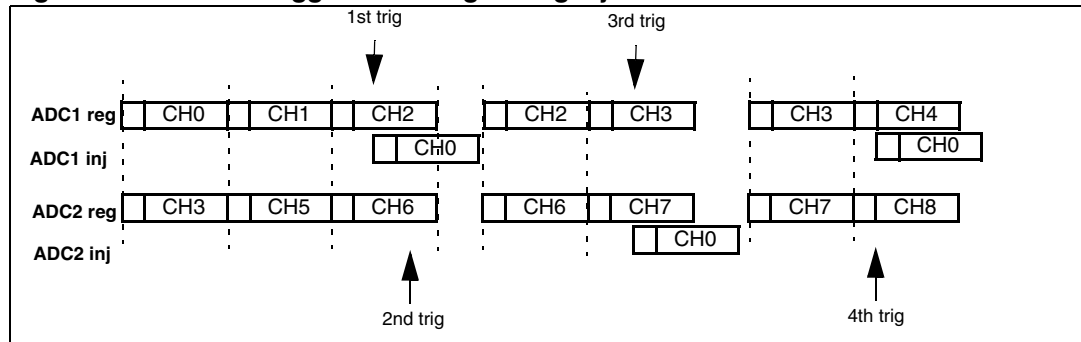 1st trig
3rd trig
ADC1 reg CH0 CH1 CH2 CH2 CH3 CH3 CH4
ADC1 inj CH0 CH0
ADC2 reg CH3 CH5 CH6 CH6 CH7 CH7 CH8
ADC2 inj CH0
2nd trig
4th trig